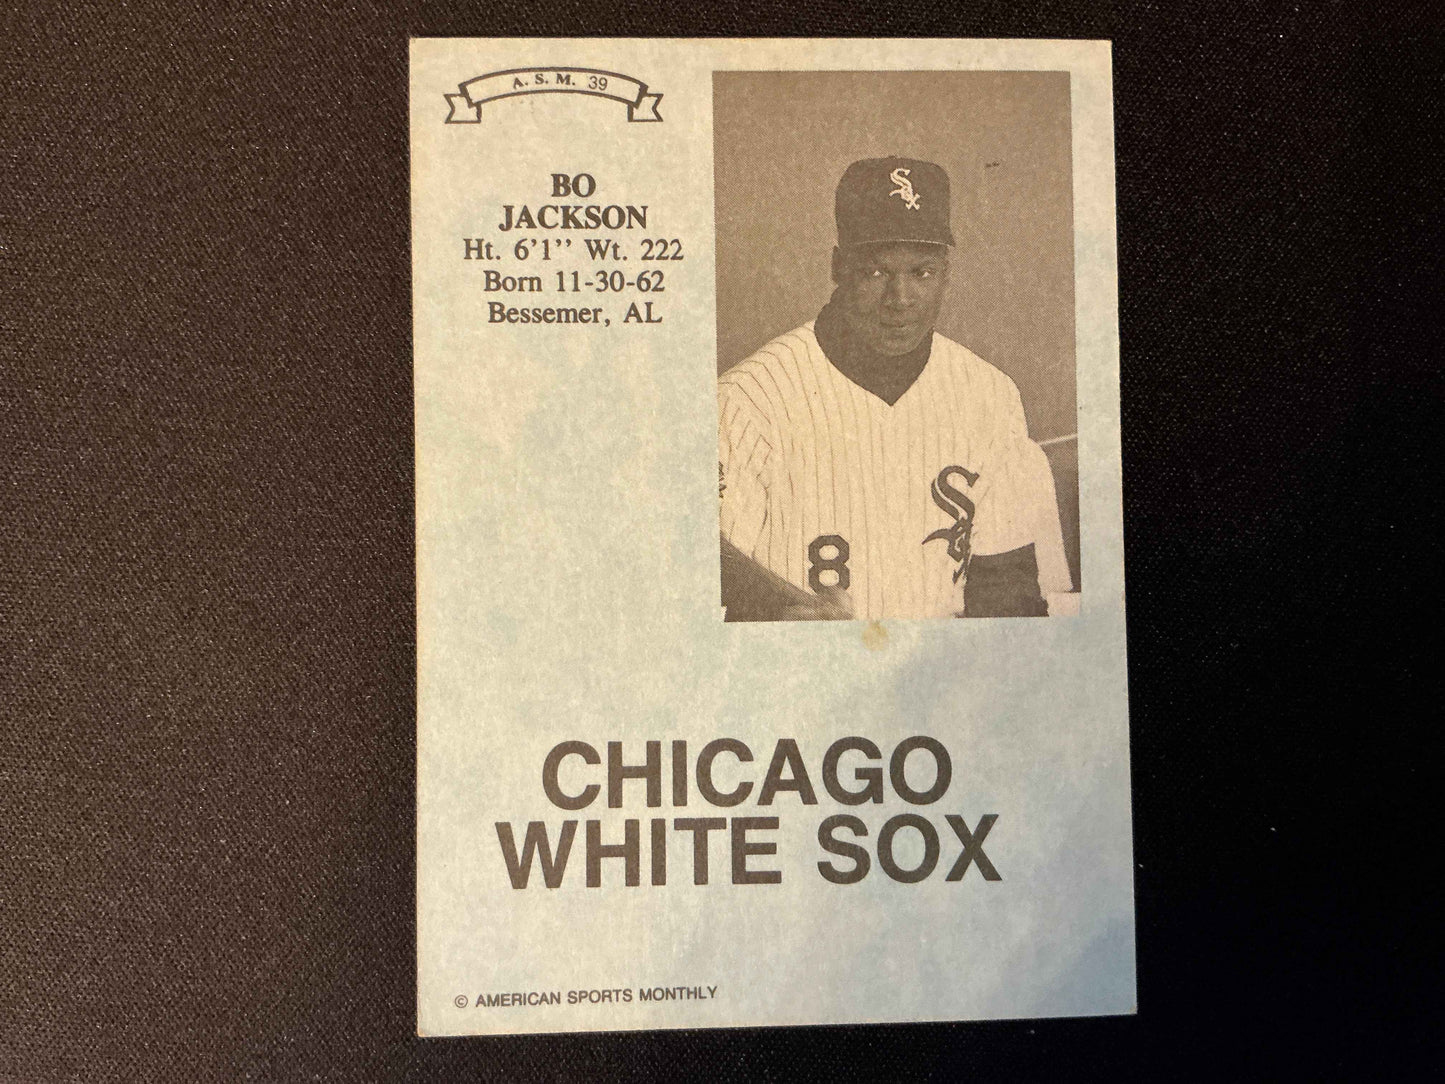 A. S. M. 39
BO
JACKSON
Ht. 6'1'' Wt. 222
Born 11-30-62
Bessemer, AL
Sox
Sox
8
CHICAGO
WHITE SOX
© AMERICAN SPORTS MONTHLY